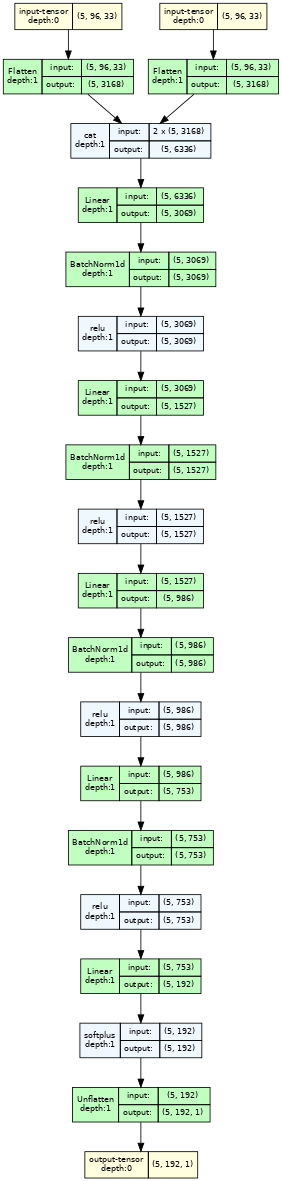 input-tensor
depth:0
(5, 96, 33)
input-tensor
depth:0
(5, 96, 33)
Flatten
depth:1
input:
(5, 96, 33)
output:
(5, 3168)
Flatten
depth:1
input:
(5, 96, 33)
output:
(5, 3168)
cat
depth:1
input:
2 x (5, 3168)
output:
(5, 6336)
Linear
depth:1
input:
(5, 6336)
output:
(5, 3069)
BatchNorm1d
depth:1
input:
(5, 3069)
output:
(5, 3069)
relu
depth:1
input:
(5, 3069)
output:
(5, 3069)
Linear
depth:1
input:
(5, 3069)
output:
(5, 1527)
BatchNorm1d
depth:1
input:
(5, 1527)
output:
(5, 1527)
relu
depth:1
input:
(5, 1527)
output:
(5, 1527)
Linear
depth:1
input:
(5, 1527)
output:
(5, 986)
BatchNorm1d
depth:1
input:
(5, 986)
output:
(5, 986)
relu
depth:1
input:
(5, 986)
output:
(5, 986)
Linear
depth:1
input:
(5, 986)
output:
(5, 753)
BatchNorm1d
depth:1
input:
(5, 753)
output:
(5, 753)
relu
depth:1
input:
(5, 753)
output:
(5, 753)
Linear
depth:1
input:
(5, 753)
output:
(5, 192)
softplus
depth:1
input:
(5, 192)
output:
(5, 192)
Unflatten
depth:1
input:
(5, 192)
output:
(5, 192, 1)
output-tensor
depth:0
(5, 192, 1)